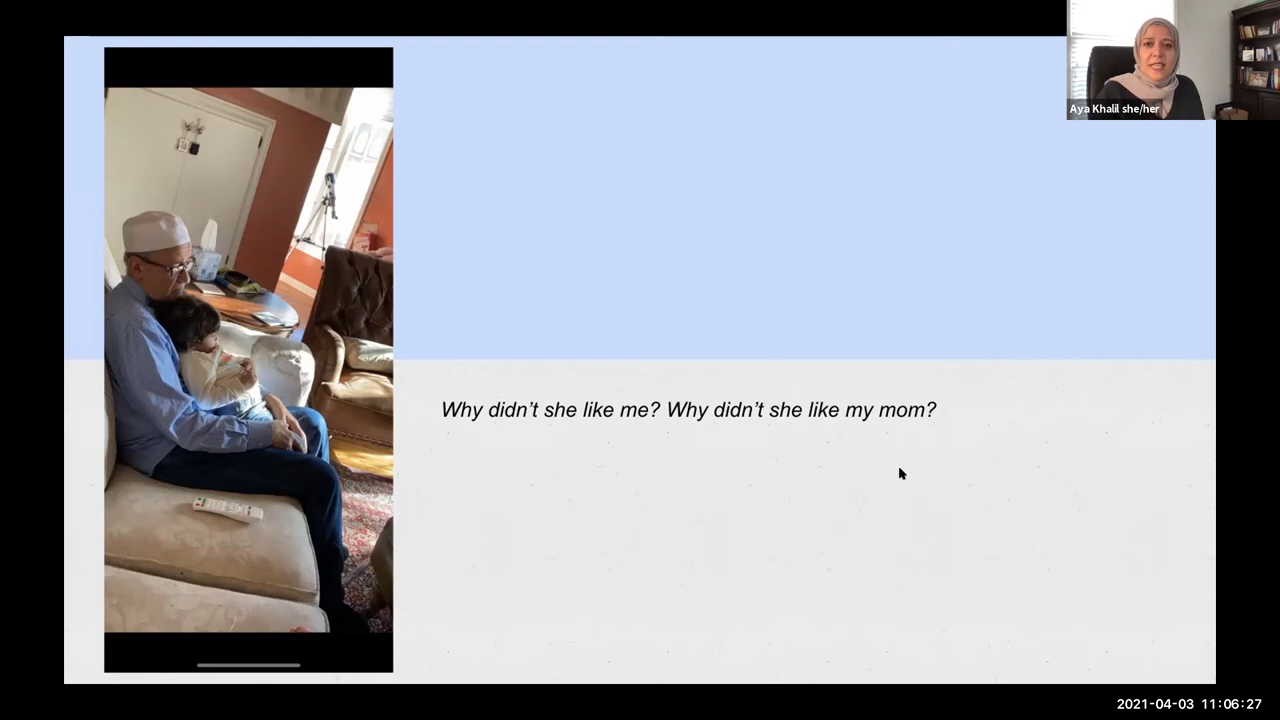 Aya Khalil she/her
Why didn’t she like me? Why didn’t she like my mom?
2021-04-03 11:06:27